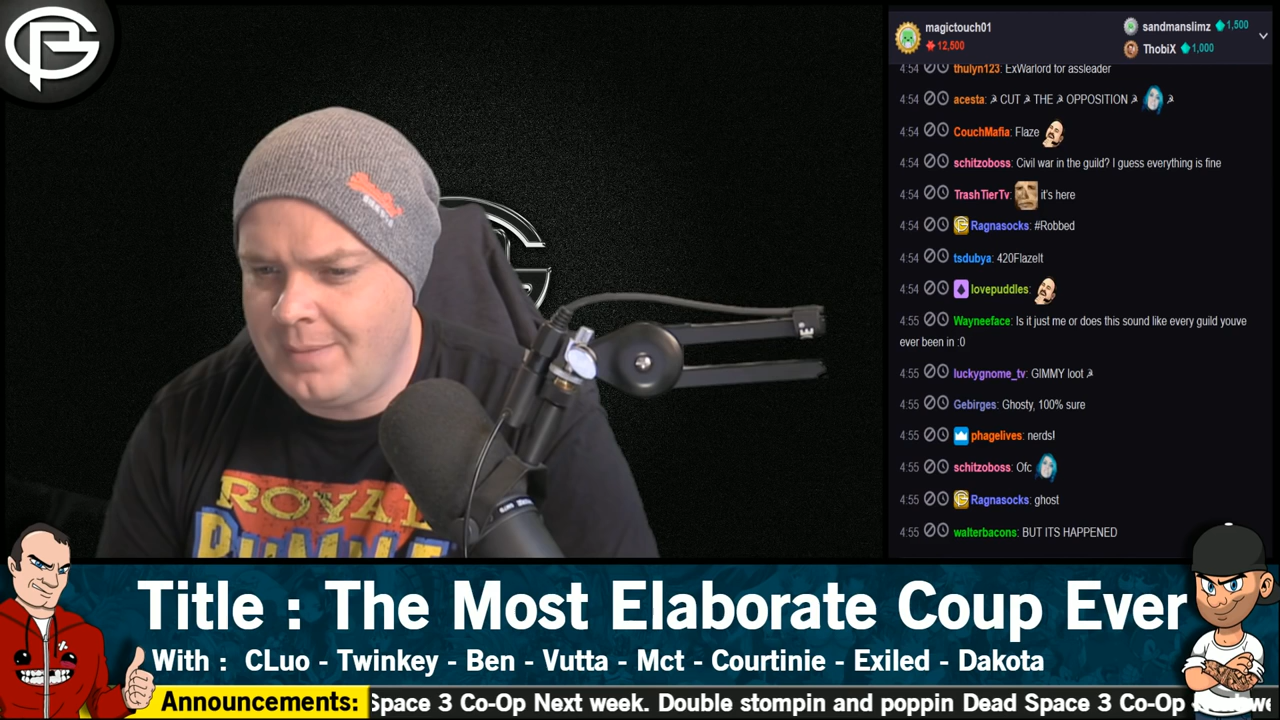 magictouch01
12,500
sandmanslimz 1,500
ThobiX 1,000
4:54 thulyn123: ExWarlord for assleader
4:54 acesta: ☭ CUT ☭ THE ☭ OPPOSITION ☭ ☭
4:54 CouchMafia: Flaze
4:54 schitzoboss: Civil war in the guild? I guess everything is fine
4:54 TrashTierTv: it's here
4:54 Ragnasocks: #Robbed
4:54 tsdubya: 420FlazeIt
4:54 lovepuddles:
4:55 Wayneeface: Is it just me or does this sound like every guild youve
ever been in :0
4:55 luckygnome_tv: GIMMY loot ☭
4:55 Gebirges: Ghosty, 100% sure
4:55 phagelives: nerds!
4:55 schitzoboss: Ofc
4:55 Ragnasocks: ghost
4:55 walterbacons: BUT ITS HAPPENED
ROYAL
RUMBLE
Title : The Most Elaborate Coup Ever
With : CLuo - Twinkey - Ben - Vutta - Mct - Courtinie - Exiled - Dakota
Announcements: Space 3 Co-Op Next week. Double stompin and poppin Dead Space 3 Co-Op